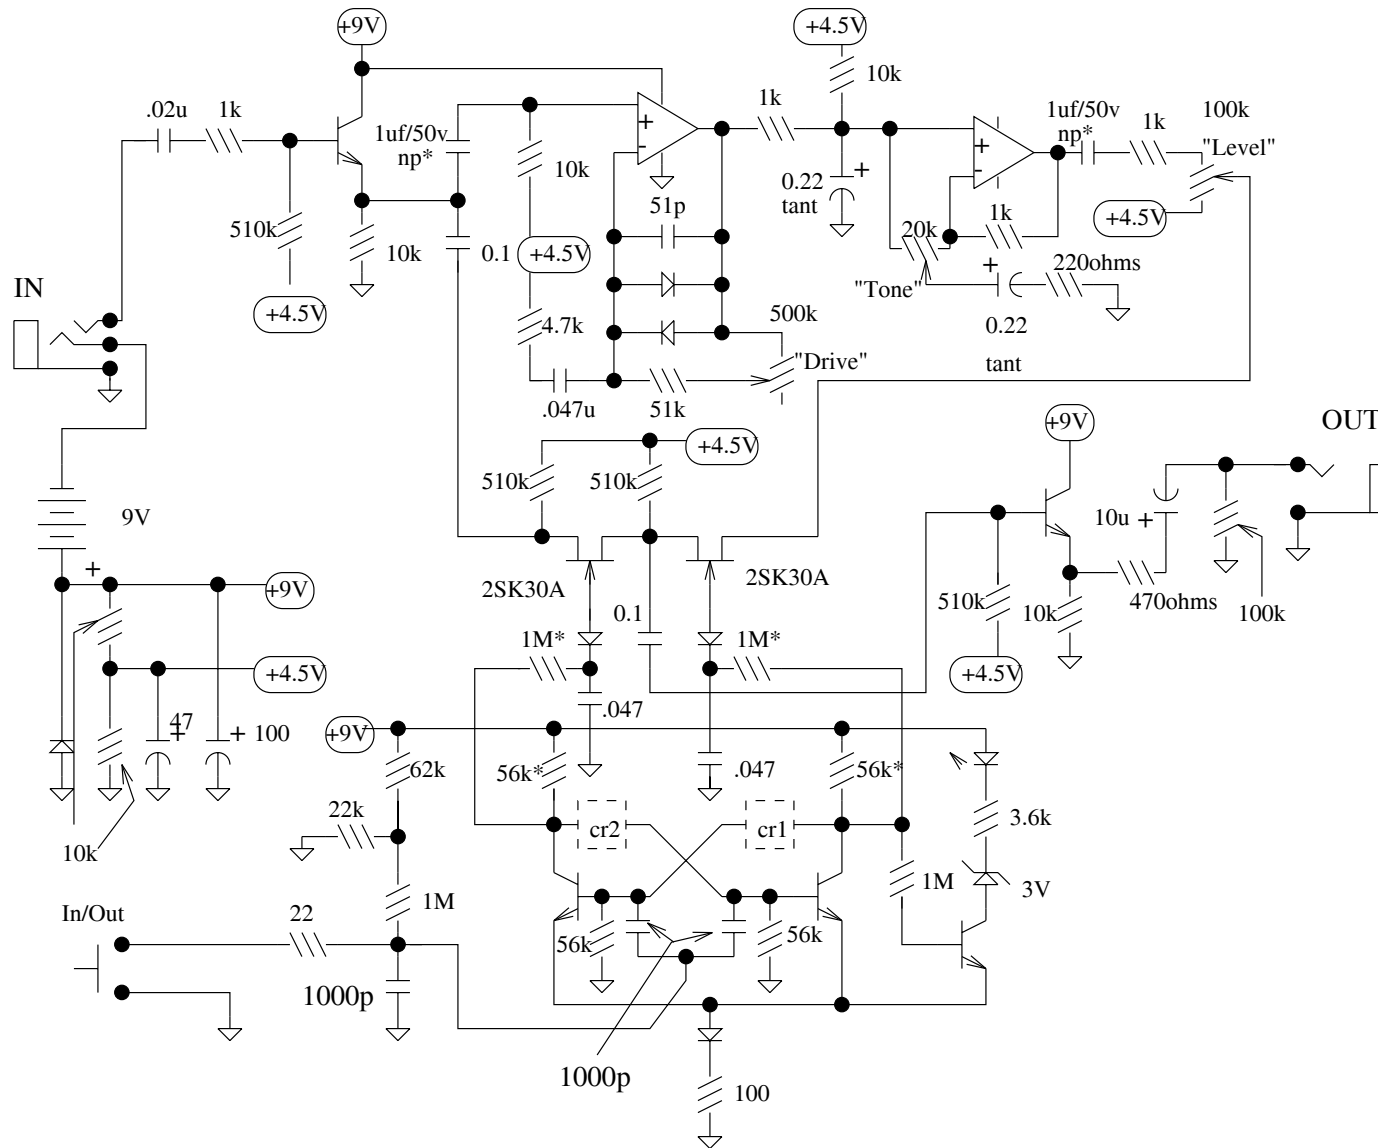 +9V
+4.5V
.02u
1k
1uf/50v
np*
10k
1k
10k
1uf/50v
np*
1k
100k
"Level"
+
-
+
-
510k
10k
0.1
+4.5V
51p
0.22
tant
+
20k
1k
+4.5V
+4.5V
"Tone"
+
220ohms
0.22
tant
IN
4.7k
500k
"Drive"
.047u
51k
+4.5V
+9V
OUT
510k
510k
9V
10u
+
2SK30A
2SK30A
+
+9V
0.1
510k
10k
470ohms
100k
1M*
1M*
+4.5V
+4.5V
.047
47
+
+
100
+9V
62k
56k*
.047
56k*
22k
cr2
cr1
3.6k
10k
1M
1M
3V
In/Out
22
56k
56k
1000p
1000p
100